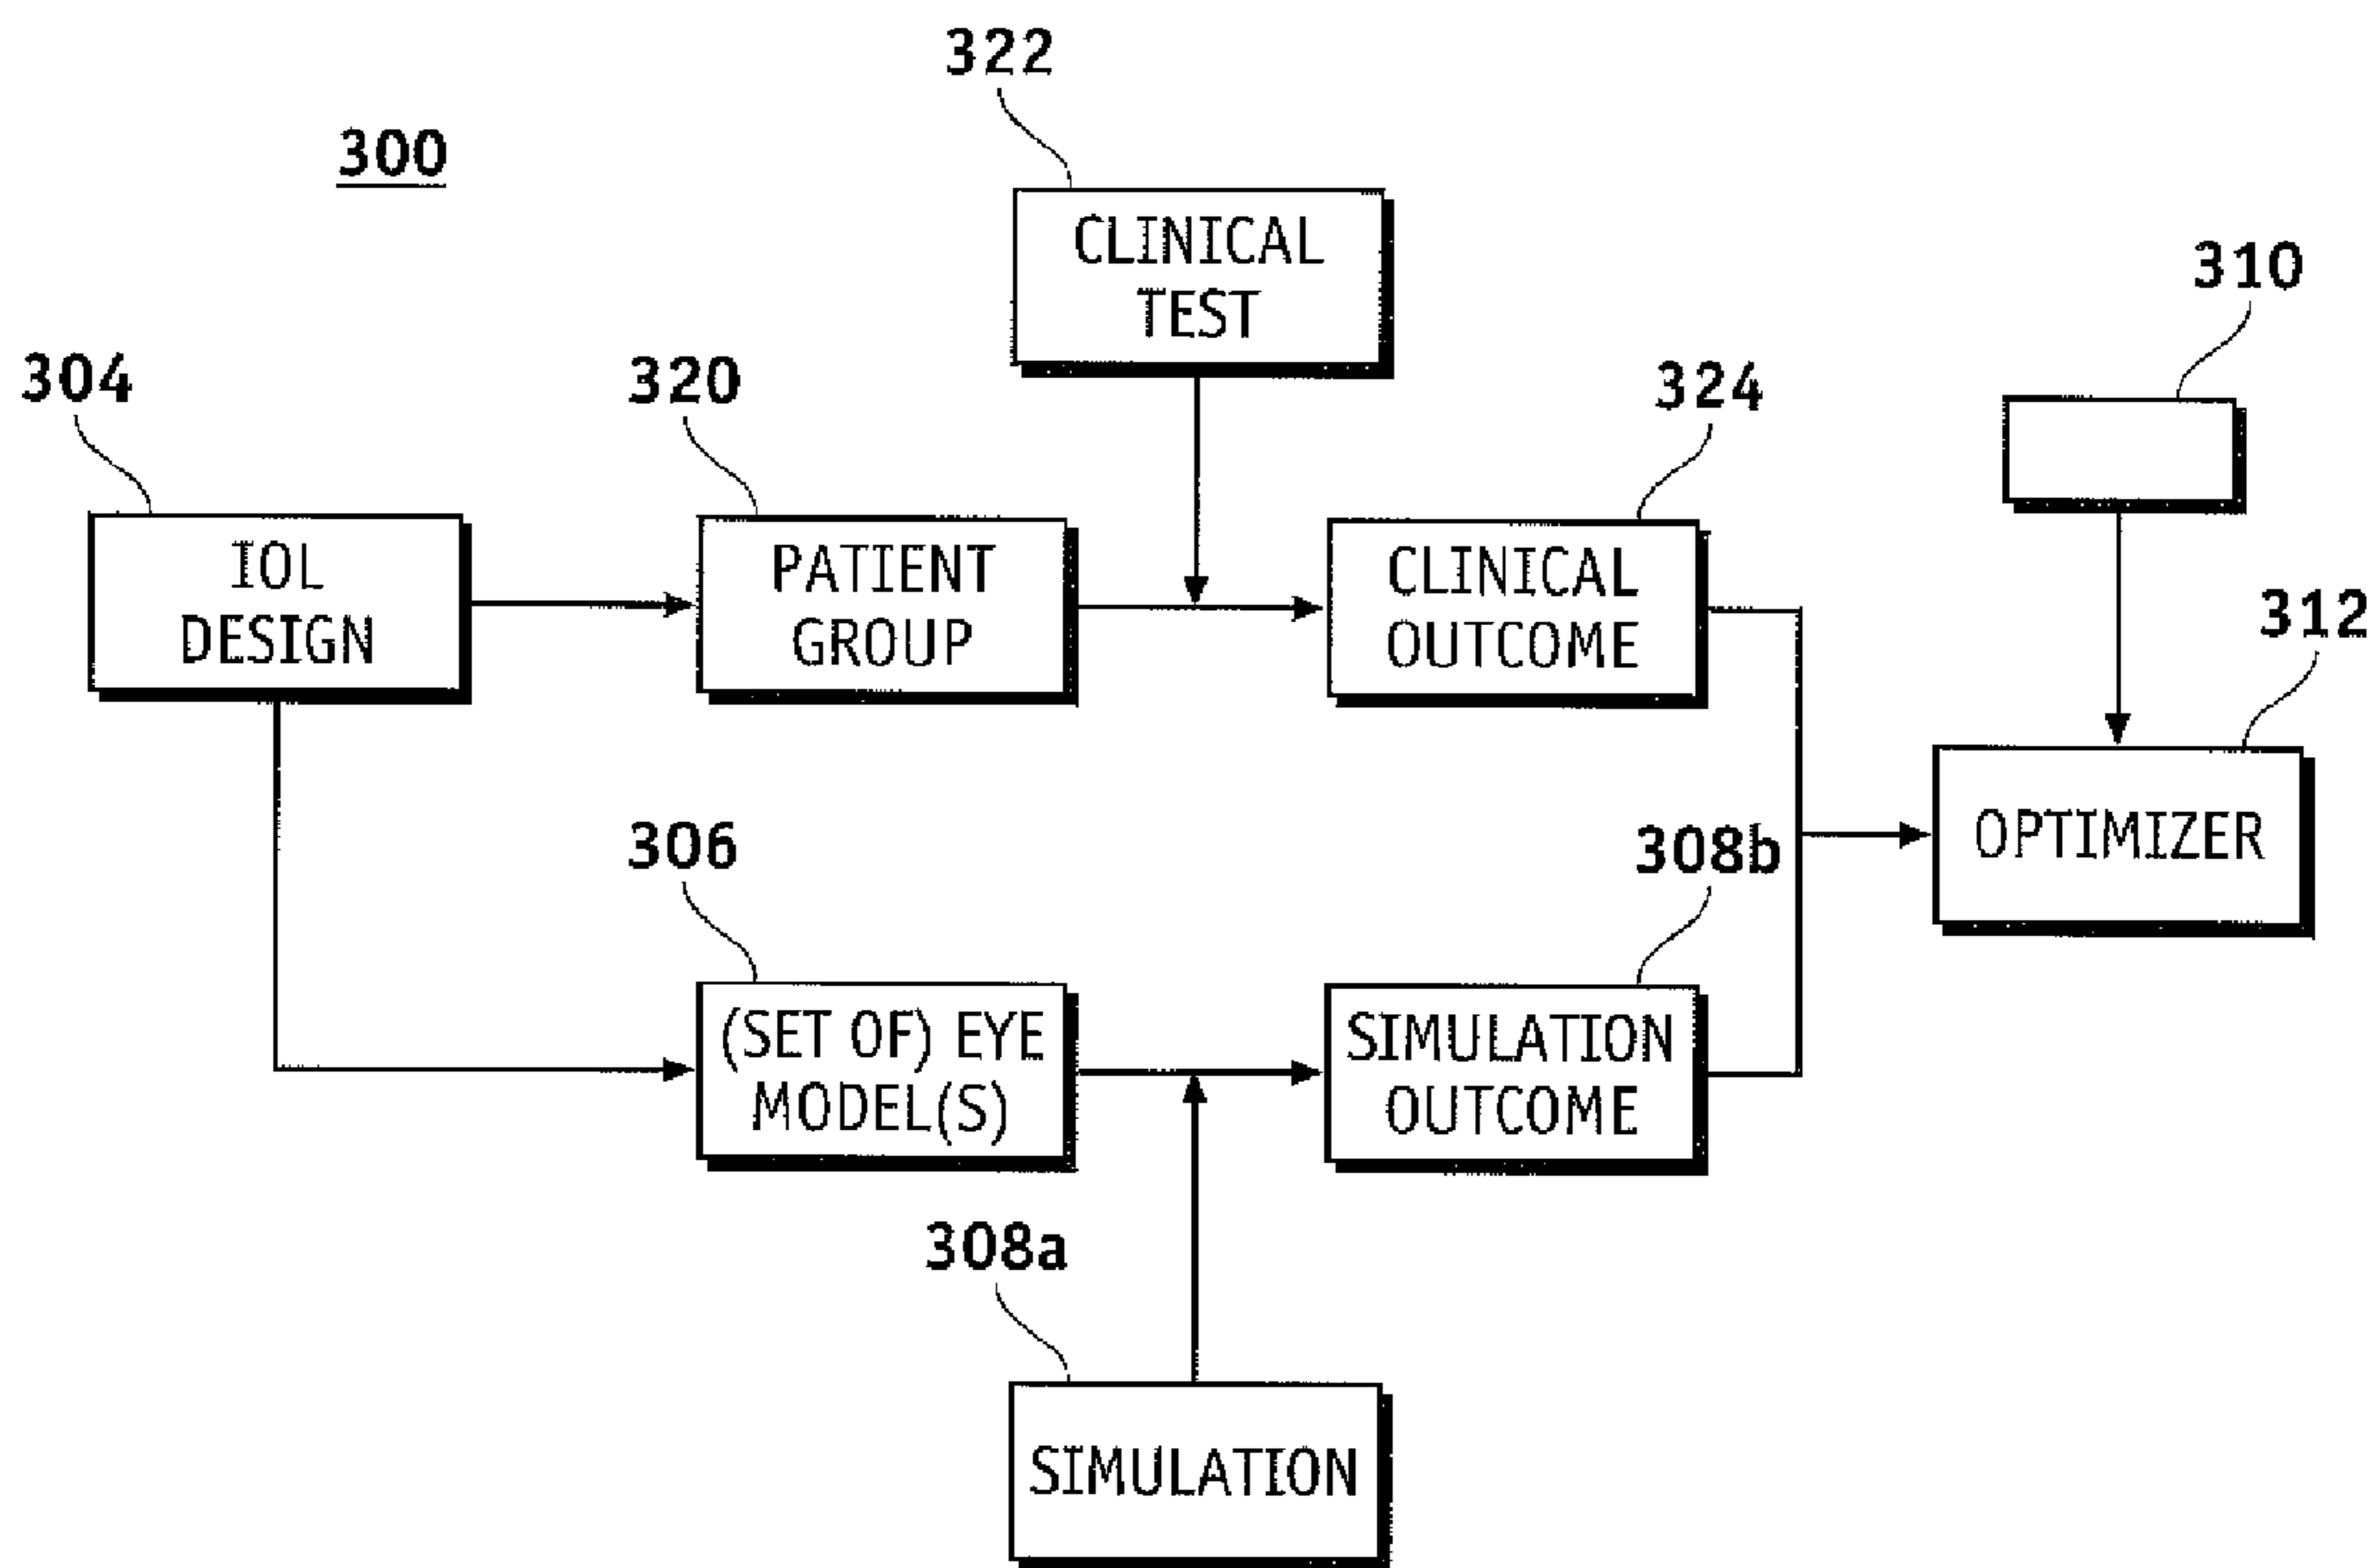 322
300
CLINICAL
TEST
310
304
320
324
IOL
DESIGN
PATIENT
GROUP
CLINICAL
OUTCOME
312
OPTIMIZER
306
308b
(SET OF) EYE
MODEL(S)
SIMULATION
OUTCOME
308a
SIMULATION